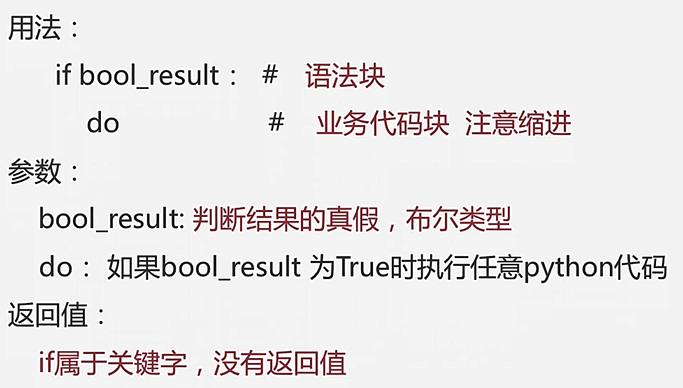 用法：
if bool_result： # 语法块
do # 业务代码块 注意缩进
参数：
bool_result: 判断结果的真假，布尔类型
do： 如果bool_result 为True时执行任意python代码
返回值：
if属于关键字，没有返回值